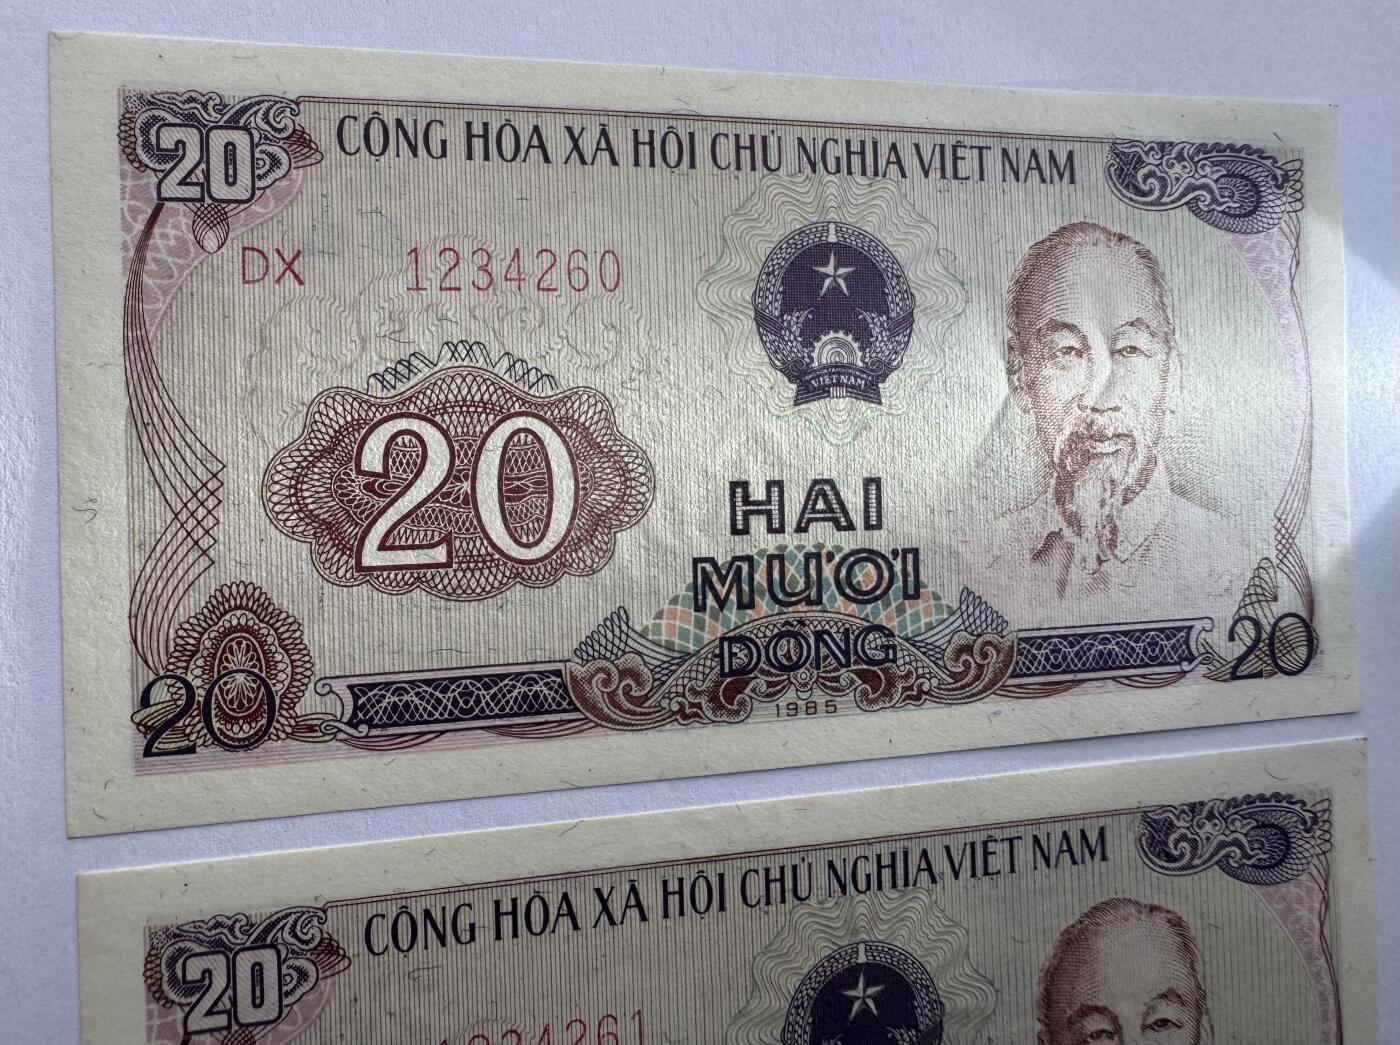 20
CỘNG HÒA XÃ HỘI CHỦ NGHĨA VIỆT NAM
DX 1234260
VIỆT NAM
20
HAI
MƯƠI
ĐỒNG
20
20
1985
CỘNG HÒA XÃ HỘI CHỦ NGHĨA VIỆT NAM
20
1234261